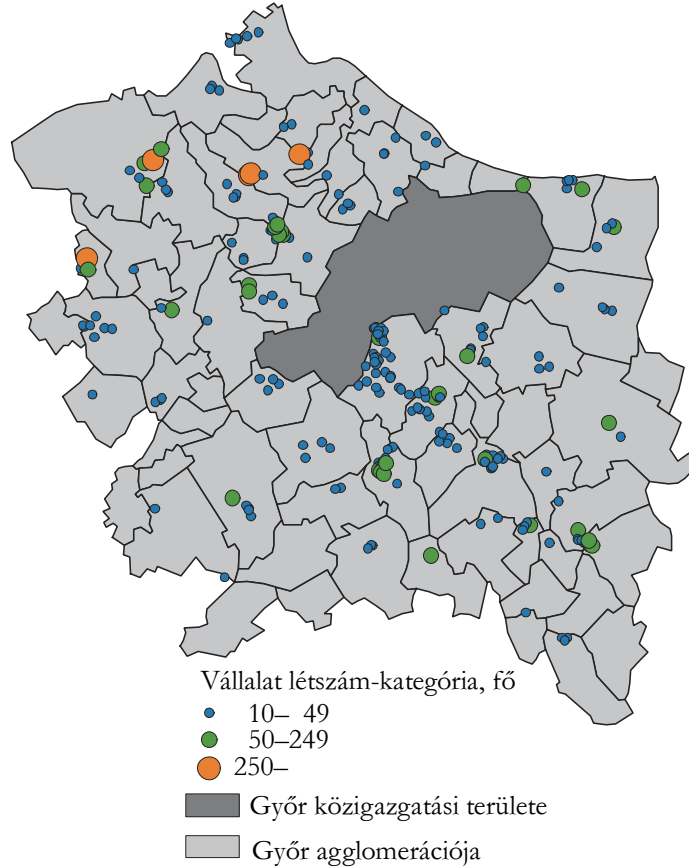 Vállalat létszám-kategória, fő
10– 49
50–249
250–
Győr közigazgatási területe
Győr agglomerációja